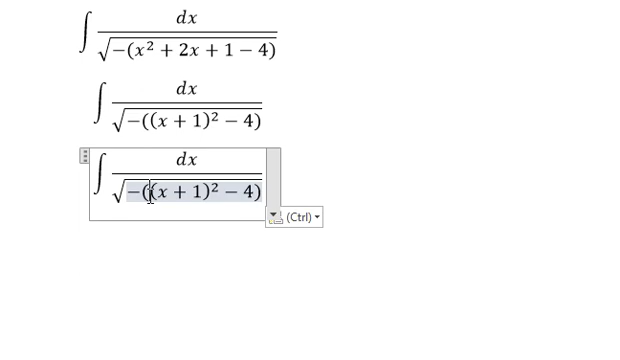 ∫ dx / √(−(x² + 2x + 1 − 4))
∫ dx / √(−((x + 1)² − 4))
∫ dx / √(−((x + 1)² − 4))
(Ctrl)